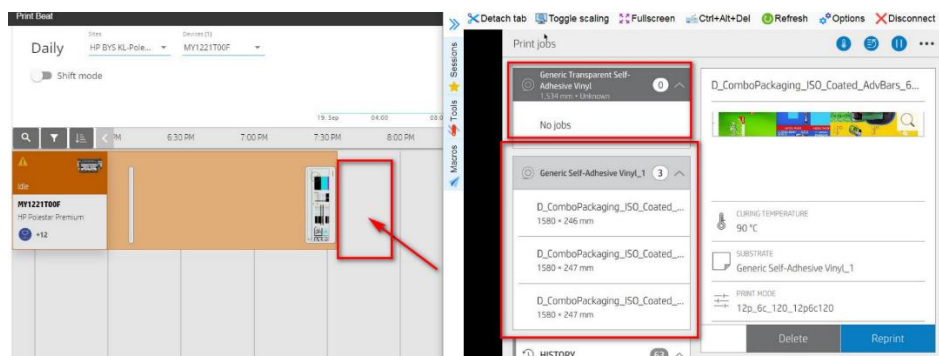 Print Beat
Daily
Sites
HP BYS KL-Pole...
Devices (1)
MY1221T00F
Shift mode
19. Sep 04:00
6:30 PM 7:00 PM 7:30 PM 8:00 PM
Idle
MY1221T00F
HP Polestar Premium
+12
Sessions
Tools
Macros
Detach tab Toggle scaling Fullscreen Ctrl+Alt+Del Refresh Options Disconnect
Print jobs
Generic Transparent Self-
Adhesive Vinyl
1,534 mm • Unknown
0
No jobs
Generic Self-Adhesive Vinyl_1 3
D_ComboPackaging_ISO_Coated_...
1580 × 246 mm
D_ComboPackaging_ISO_Coated_...
1580 × 247 mm
D_ComboPackaging_ISO_Coated_...
1580 × 247 mm
HISTORY 63
D_ComboPackaging_ISO_Coated_AdvBars_6...
CURING TEMPERATURE
90 °C
SUBSTRATE
Generic Self-Adhesive Vinyl_1
PRINT MODE
12p_6c_120_12p6c120
Delete Reprint